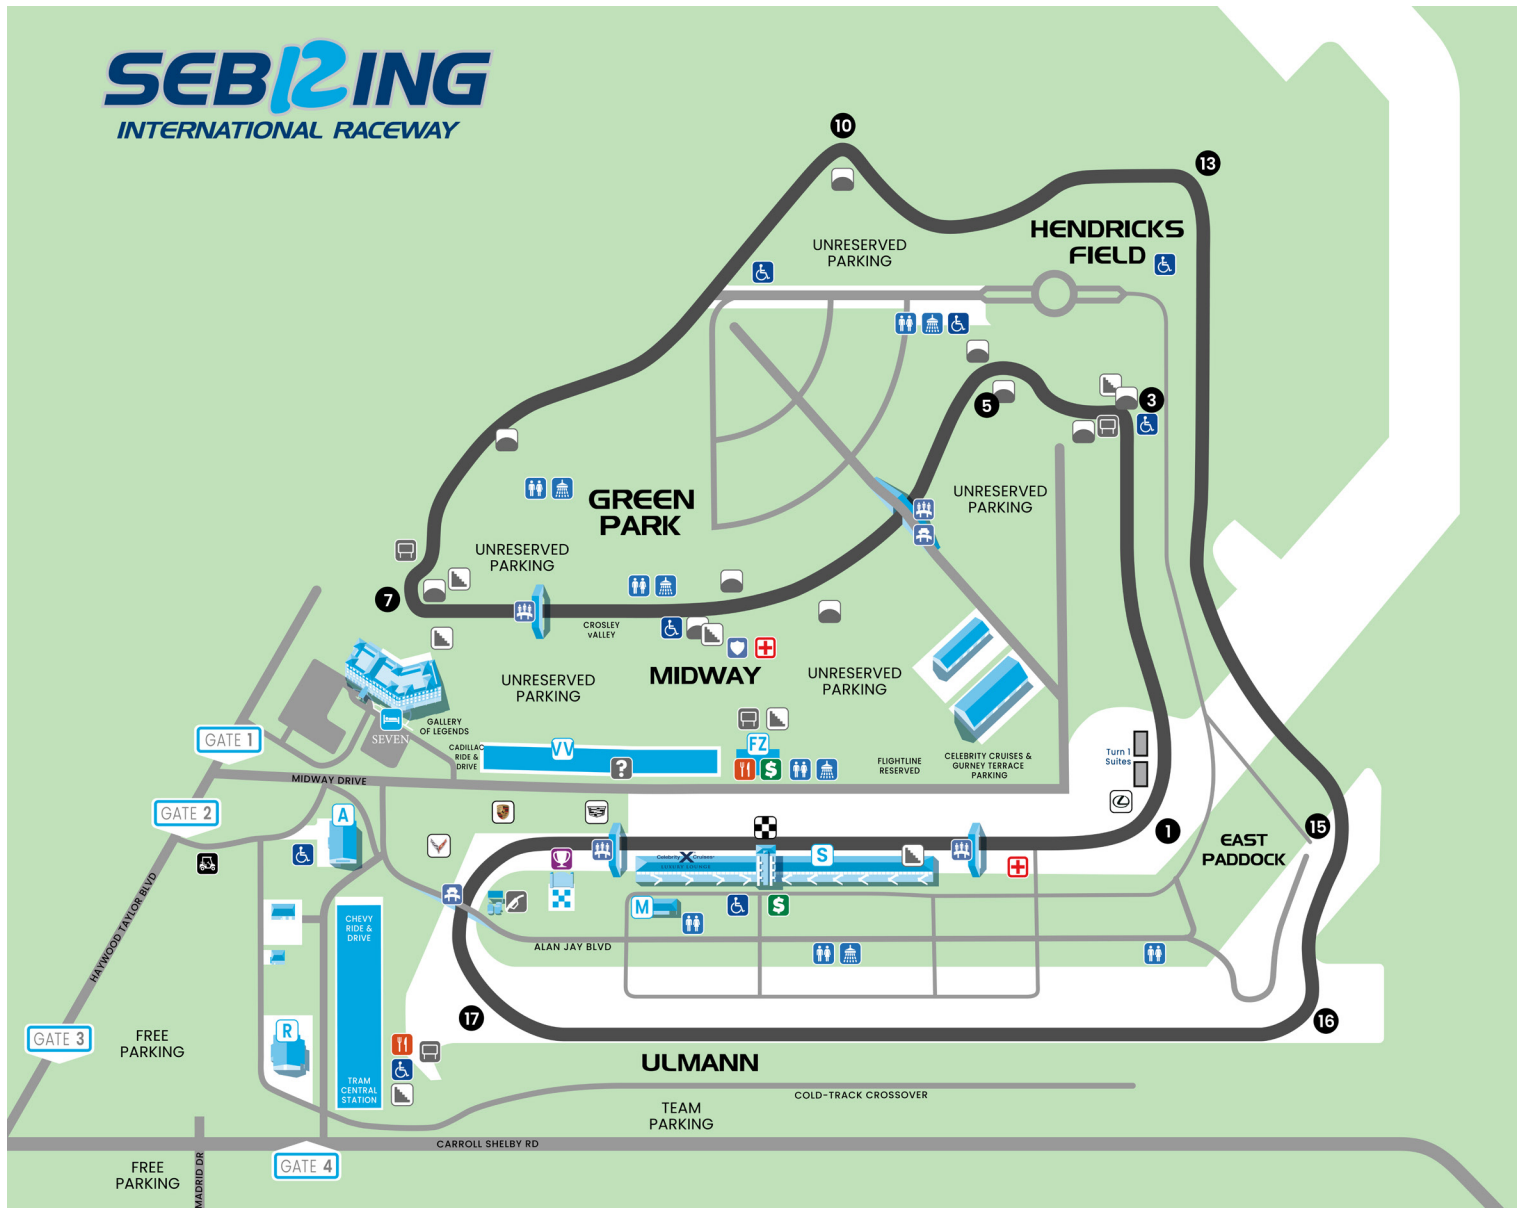 SEB12ING
INTERNATIONAL RACEWAY
10
13
HENDRICKS
FIELD
UNRESERVED
PARKING
5
3
GREEN
PARK
UNRESERVED
PARKING
UNRESERVED
PARKING
7
CROSLEY
vALLEY
MIDWAY
UNRESERVED
PARKING
UNRESERVED
PARKING
GALLERY
OF LEGENDS
SEVEN
GATE 1
CADILLAC
RIDE &
DRIVE
VV
?
FZ
$
FLIGHTLINE
RESERVED
CELEBRITY CRUISES &
GURNEY TERRACE
PARKING
Turn 1
Suites
MIDWAY DRIVE
GATE 2
A
1
15
EAST
PADDOCK
Celebrity X Cruises
LUXURY LOUNGE
S
M
$
HAYWOOD TAYLOR BLVD
CHEVY
RIDE &
DRIVE
ALAN JAY BLVD
17
16
GATE 3
FREE
PARKING
R
TRAM
CENTRAL
STATION
ULMANN
COLD-TRACK CROSSOVER
TEAM
PARKING
CARROLL SHELBY RD
GATE 4
FREE
PARKING
MADRID DR